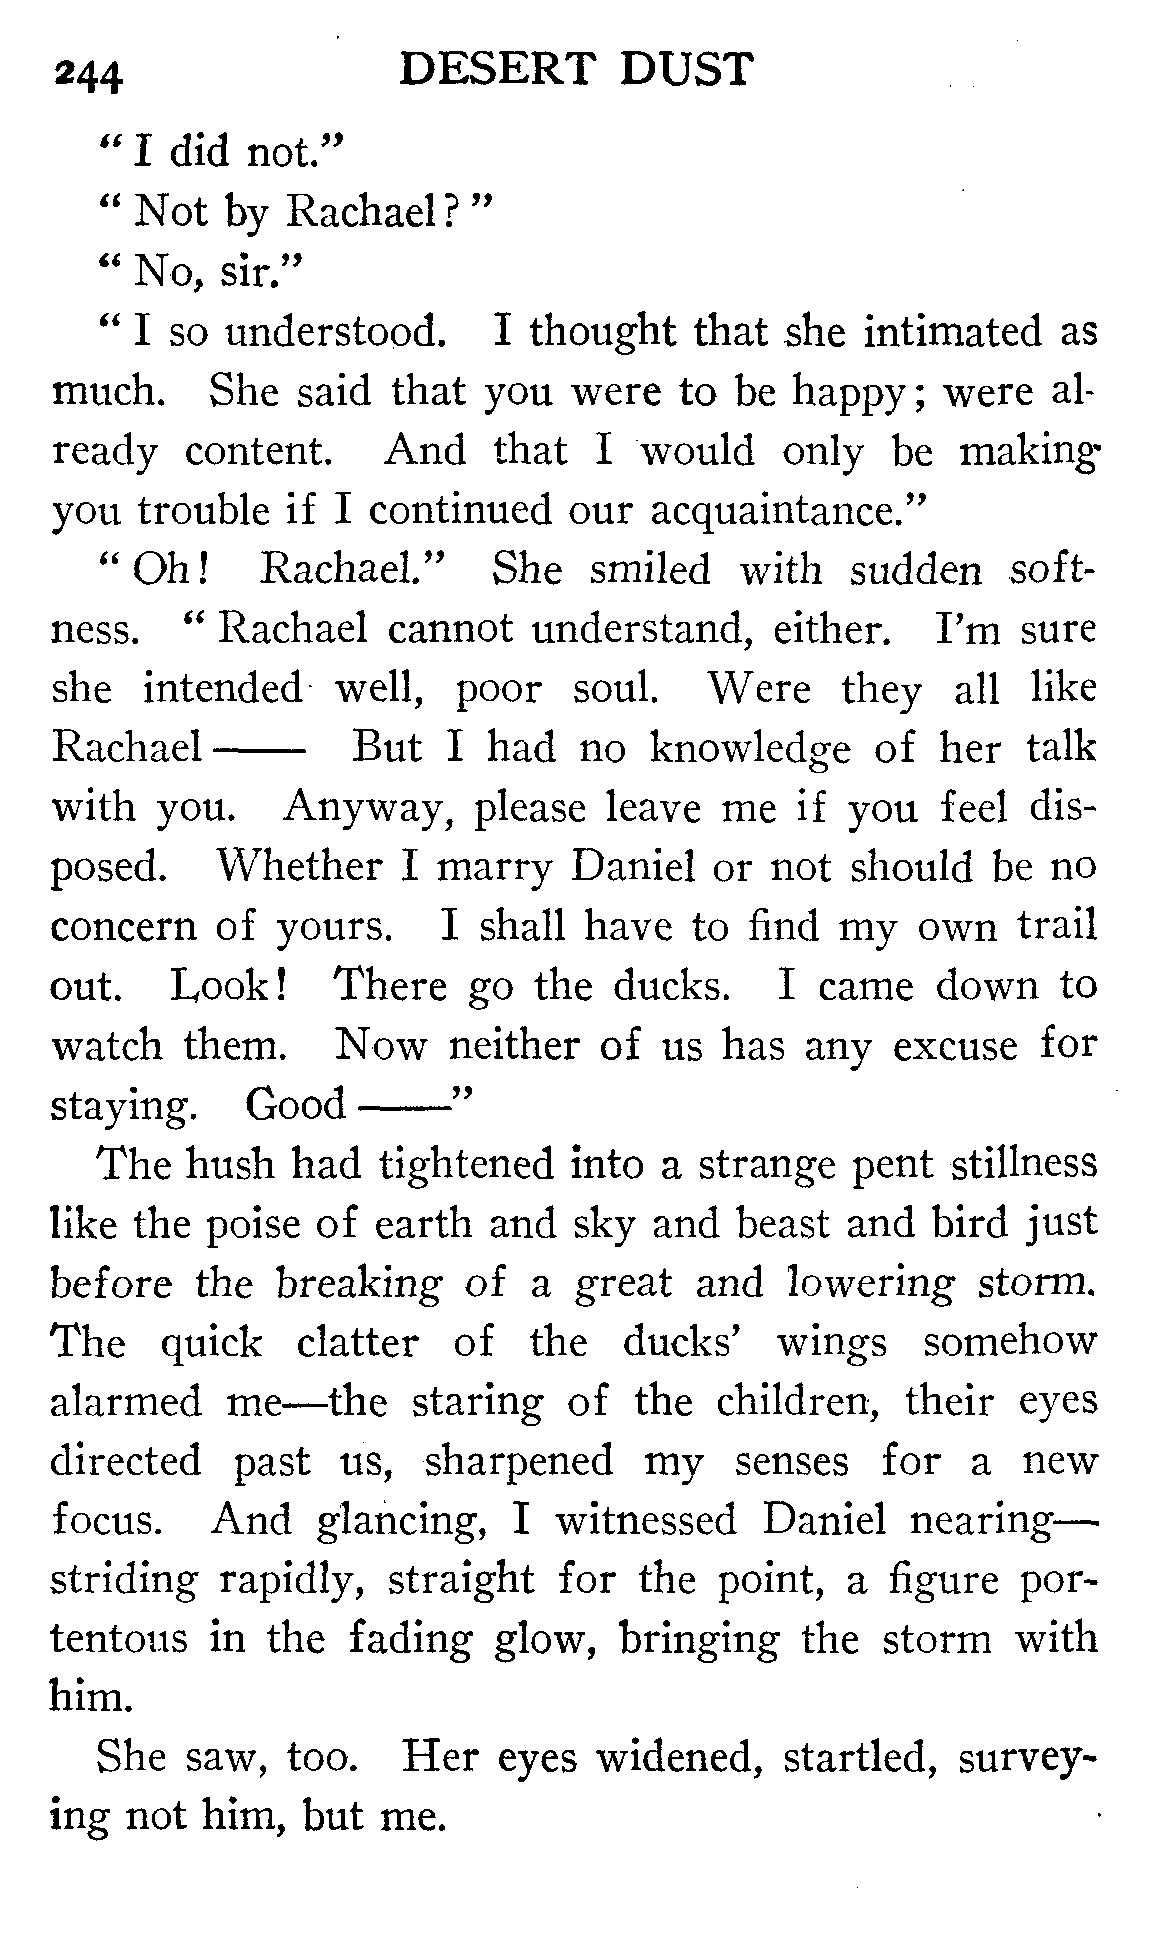 244 DESERT DUST
“ I did not.”
“ Not by Rachael ? ”
“ No, sir.”
“ I so understood. I thought that she intimated as
much. She said that you were to be happy ; were al-
ready content. And that I would only be making
you trouble if I continued our acquaintance.”
“ Oh ! Rachael.” She smiled with sudden soft-
ness. “ Rachael cannot understand, either. I’m sure
she intended well, poor soul. Were they all like
Rachael —— But I had no knowledge of her talk
with you. Anyway, please leave me if you feel dis-
posed. Whether I marry Daniel or not should be no
concern of yours. I shall have to find my own trail
out. Look ! There go the ducks. I came down to
watch them. Now neither of us has any excuse for
staying. Good ——”
The hush had tightened into a strange pent stillness
like the poise of earth and sky and beast and bird just
before the breaking of a great and lowering storm.
The quick clatter of the ducks’ wings somehow
alarmed me—the staring of the children, their eyes
directed past us, sharpened my senses for a new
focus. And glancing, I witnessed Daniel nearing—
striding rapidly, straight for the point, a figure por-
tentous in the fading glow, bringing the storm with
him.
She saw, too. Her eyes widened, startled, survey-
ing not him, but me.